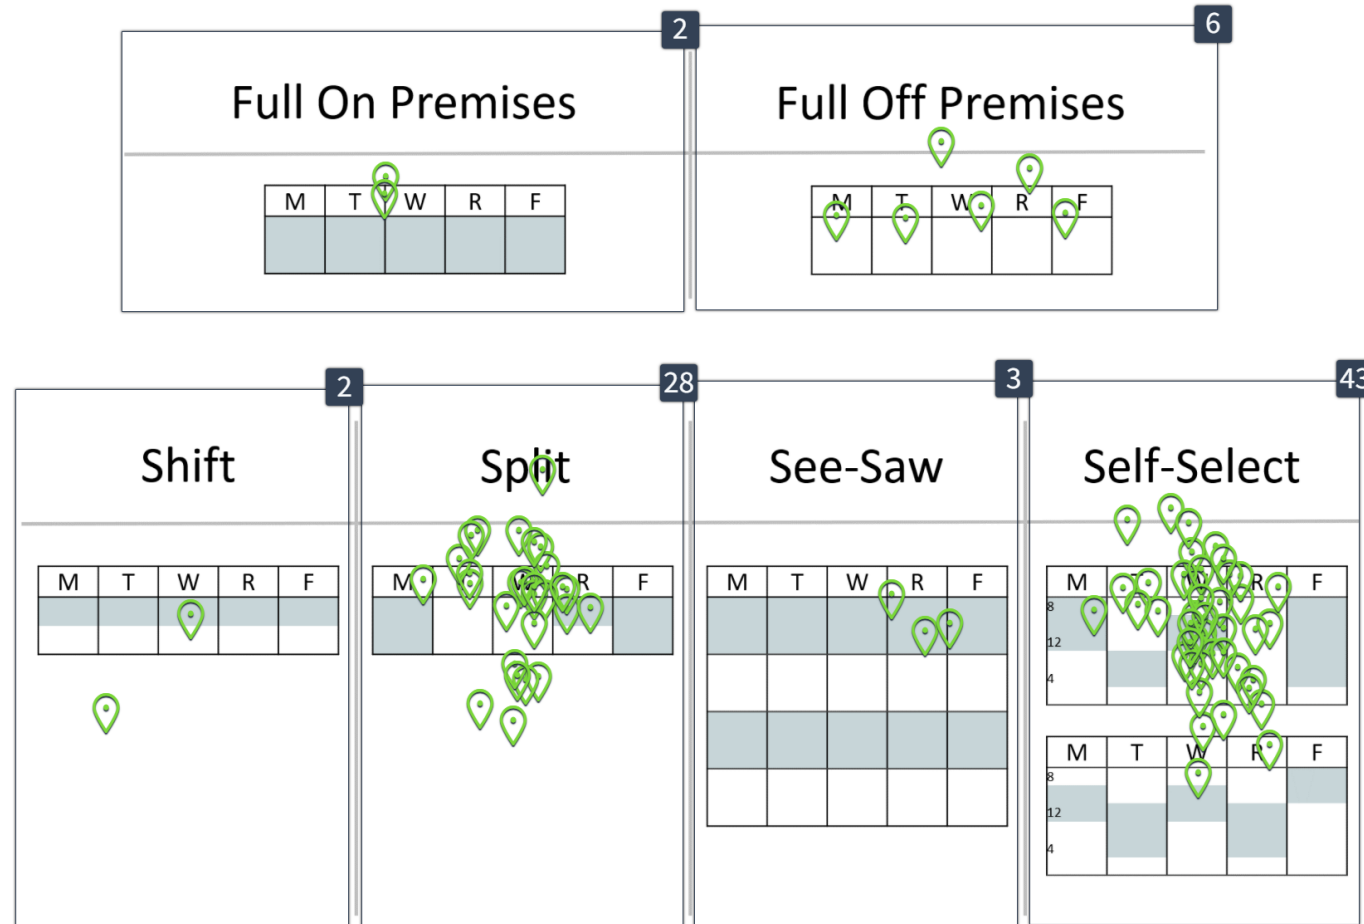 2
6
Full On Premises
Full Off Premises
M T W R F
M T W R F
2
28
3
43
Shift
Split
See-Saw
Self-Select
M T W R F
M W R F
M T W R F
M T W R F
8
12
4
M T W R F
8
12
4